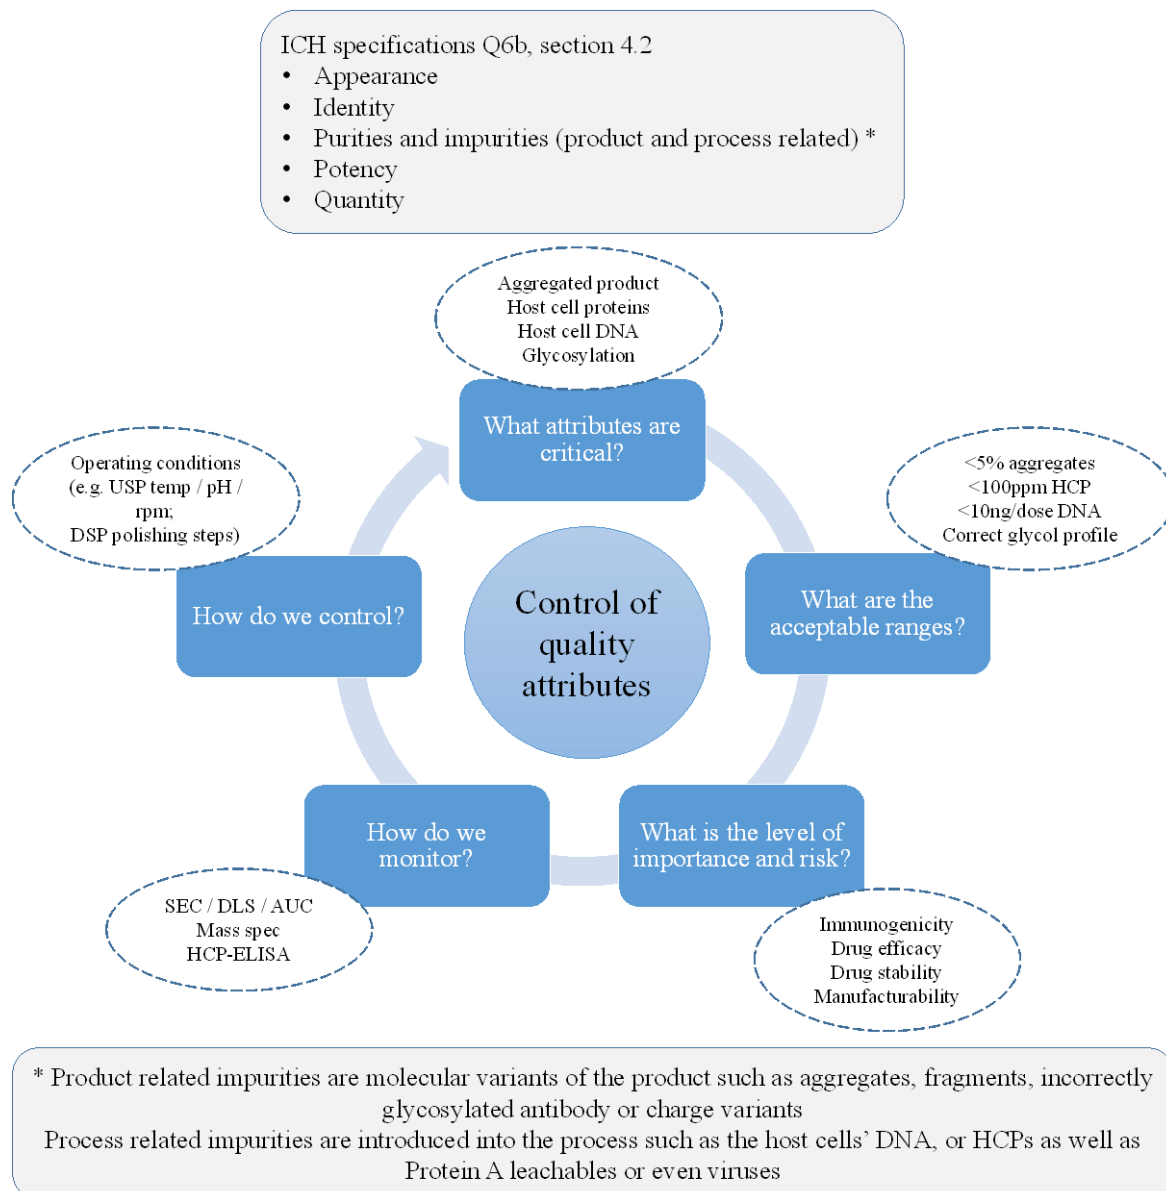 ICH specifications Q6b, section 4.2
• Appearance
• Identity
• Purities and impurities (product and process related) *
• Potency
• Quantity
Aggregated product
Host cell proteins
Host cell DNA
Glycosylation
What attributes are
critical?
<5% aggregates
<100ppm HCP
<10ng/dose DNA
Correct glycol profile
What are the
acceptable ranges?
What is the level of
importance and risk?
Immunogenicity
Drug efficacy
Drug stability
Manufacturability
How do we
monitor?
SEC / DLS / AUC
Mass spec
HCP-ELISA
How do we control?
Operating conditions
(e.g. USP temp / pH /
rpm;
DSP polishing steps)
Control of
quality
attributes
* Product related impurities are molecular variants of the product such as aggregates, fragments, incorrectly
glycosylated antibody or charge variants
Process related impurities are introduced into the process such as the host cells’ DNA, or HCPs as well as
Protein A leachables or even viruses